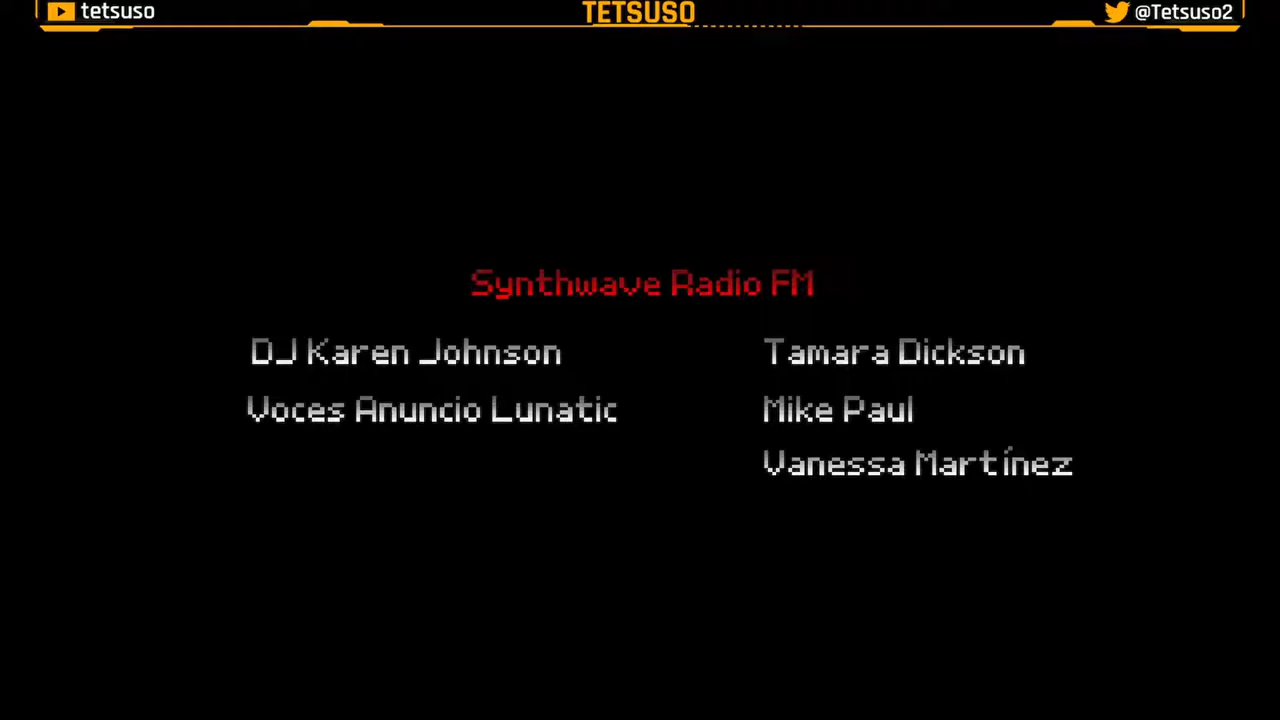 tetsuso
TETSUSO
@Tetsuso2
Synthwave Radio FM
DJ Karen Johnson
Tamara Dickson
Voces Anuncio Lunatic
Mike Paul
Vanessa Martínez